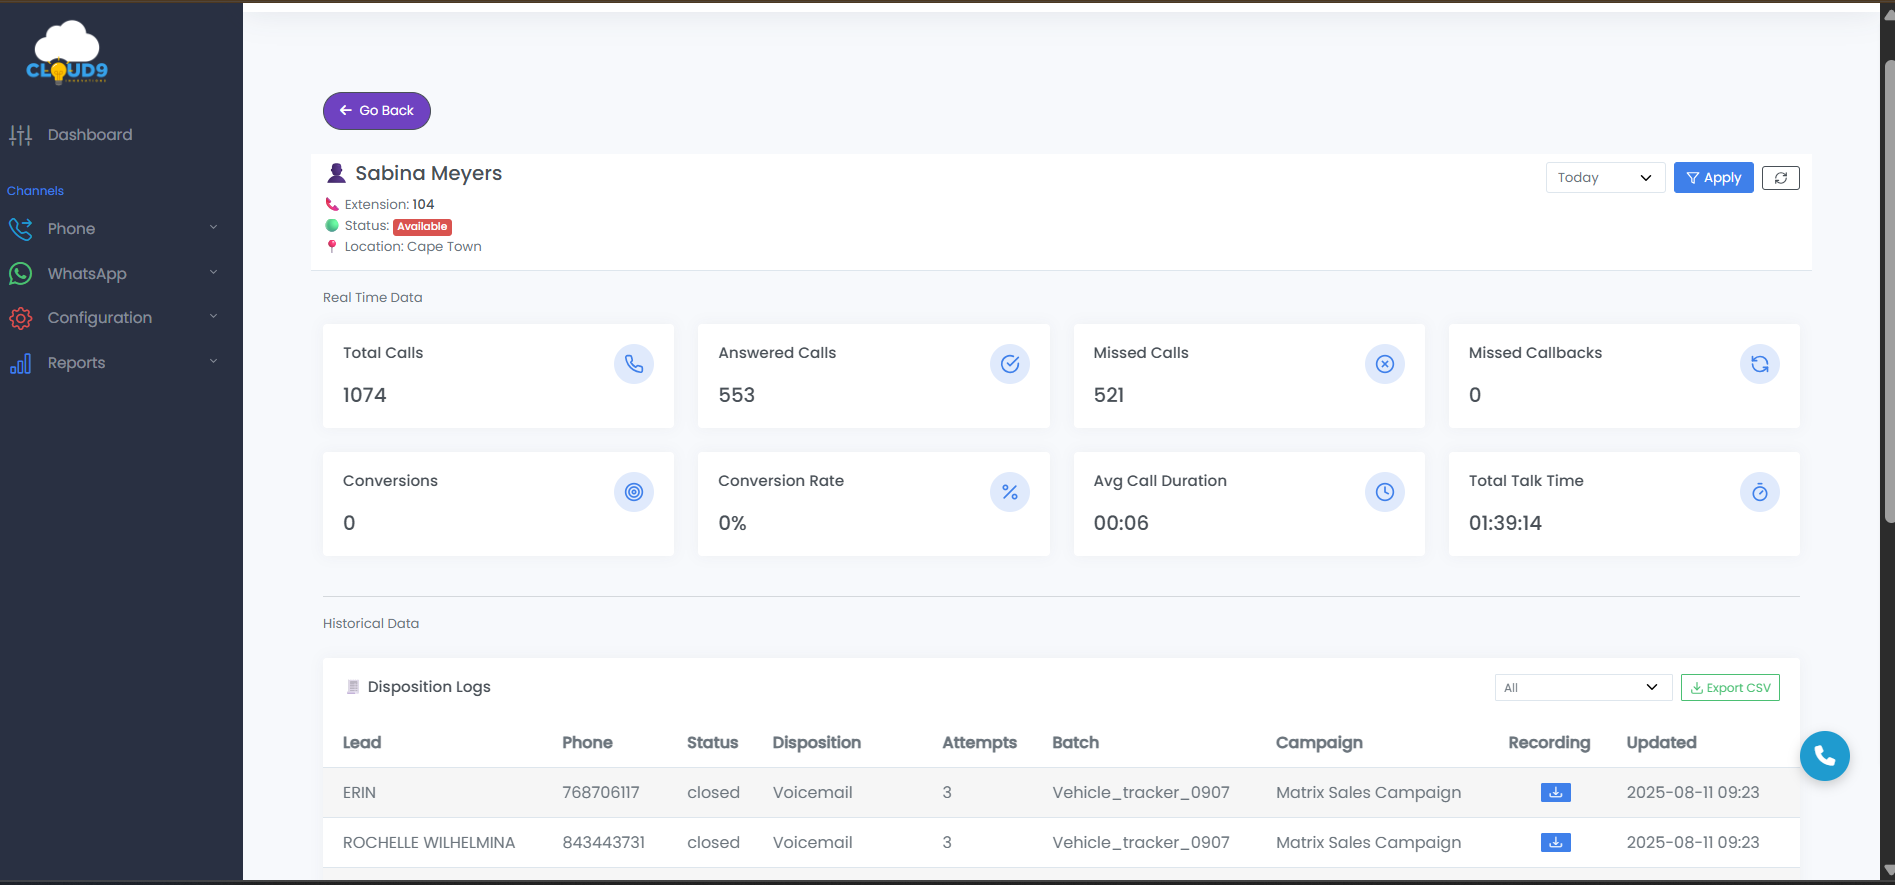 CLOUD9
INNOVATIONS
Dashboard
Channels
Phone
WhatsApp
Configuration
Reports
Go Back
Sabina Meyers
Extension: 104
Status: Available
Location: Cape Town
Today
Apply
Real Time Data
Total Calls
1074
Answered Calls
553
Missed Calls
521
Missed Callbacks
0
Conversions
0
Conversion Rate
0%
Avg Call Duration
00:06
Total Talk Time
01:39:14
Historical Data
Disposition Logs
All
Export CSV
Lead Phone Status Disposition Attempts Batch Campaign Recording Updated
ERIN 768706117 closed Voicemail 3 Vehicle_tracker_0907 Matrix Sales Campaign 2025-08-11 09:23
ROCHELLE WILHELMINA 843443731 closed Voicemail 3 Vehicle_tracker_0907 Matrix Sales Campaign 2025-08-11 09:23